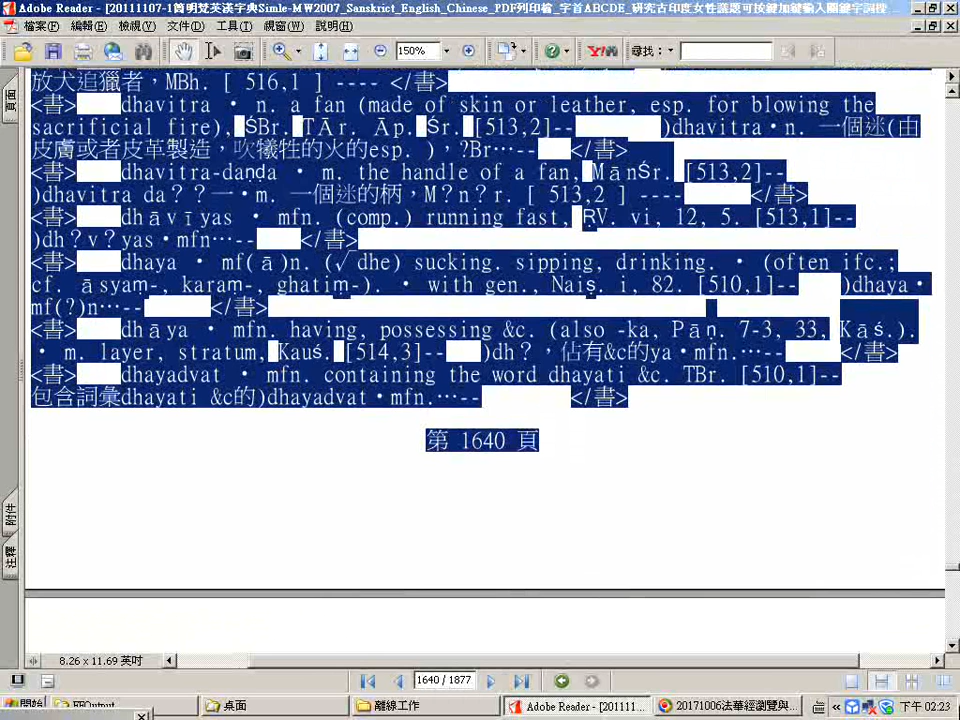 Adobe Reader - [20111107-1簡明梵英漢字典Simle-MW2007_Sanskrict_English_Chinese_PDF列印檔_字首ABCDE_研究古印度女性議題可按鍵加鍵輸入關鍵字詞搜
檔案(F) 編輯(E) 檢視(V) 文件(D) 工具(T) 視窗(W) 說明(H)
150% 尋找：
頁面
放犬追獵者，MBh. [ 516,1 ] ---- </書>
<書> dhavitra ‧ n. a fan (made of skin or leather, esp. for blowing the
sacrificial fire), ŚBr. TĀr. Āp. Śr. [513,2]-- )dhavitra‧n. 一個迷(由
皮膚或者皮革製造，吹犧牲的火的esp. )，?Br…-- </書>
<書> dhavitra-daṇḍa ‧ m. the handle of a fan, MānŚr. [513,2]--
)dhavitra da？？一‧m. 一個迷的柄，M？n？r. [ 513,2 ] ---- </書>
<書> dhāvīyas ‧ mfn. (comp.) running fast, ṚV. vi, 12, 5. [513,1]--
)dh？v？yas‧mfn…-- </書>
<書> dhaya ‧ mf(ā)n. (√ dhe) sucking. sipping, drinking. ‧ (often ifc.;
cf. āsyaṃ-, karaṃ-, ghatiṃ-). ‧ with gen., Naiṣ. i, 82. [510,1]-- )dhaya‧
mf(?)n…-- </書>
<書> dhāya ‧ mfn. having, possessing &c. (also -ka, Pāṇ. 7-3, 33, Kāś.).
‧ m. layer, stratum, Kauś. [514,3]-- )dh？，佔有&c的ya‧mfn.…-- </書>
<書> dhayadvat ‧ mfn. containing the word dhayati &c. TBr. [510,1]--
包含詞彙dhayati &c的)dhayadvat‧mfn.…-- </書>
第 1640 頁
附件
注釋
8.26 x 11.69 英吋
1640 / 1877
開始 FFOutput 桌面 離線工作 Adobe Reader - [201111... 20171006法華經瀏覽與... 下午 02:23